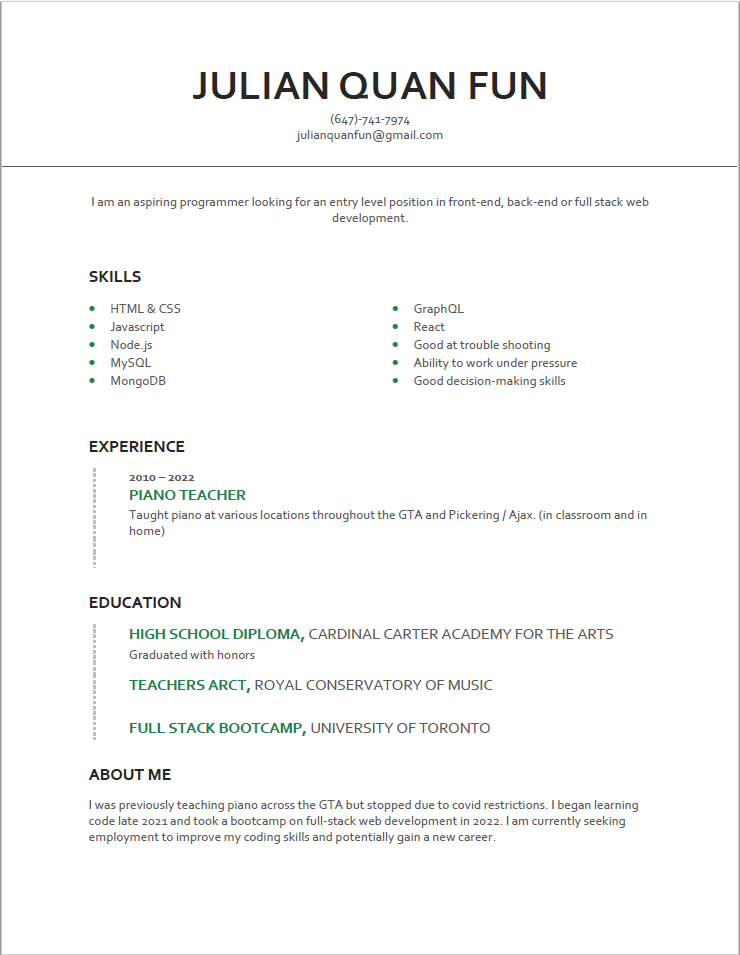 JULIAN QUAN FUN
(647)-741-7974
julianquanfun@gmail.com
I am an aspiring programmer looking for an entry level position in front-end, back-end or full stack web
development.
SKILLS
• HTML & CSS
• Javascript
• Node.js
• MySQL
• MongoDB
• GraphQL
• React
• Good at trouble shooting
• Ability to work under pressure
• Good decision-making skills
EXPERIENCE
2010 – 2022
PIANO TEACHER
Taught piano at various locations throughout the GTA and Pickering / Ajax. (in classroom and in
home)
EDUCATION
HIGH SCHOOL DIPLOMA, CARDINAL CARTER ACADEMY FOR THE ARTS
Graduated with honors
TEACHERS ARCT, ROYAL CONSERVATORY OF MUSIC
FULL STACK BOOTCAMP, UNIVERSITY OF TORONTO
ABOUT ME
I was previously teaching piano across the GTA but stopped due to covid restrictions. I began learning
code late 2021 and took a bootcamp on full-stack web development in 2022. I am currently seeking
employment to improve my coding skills and potentially gain a new career.